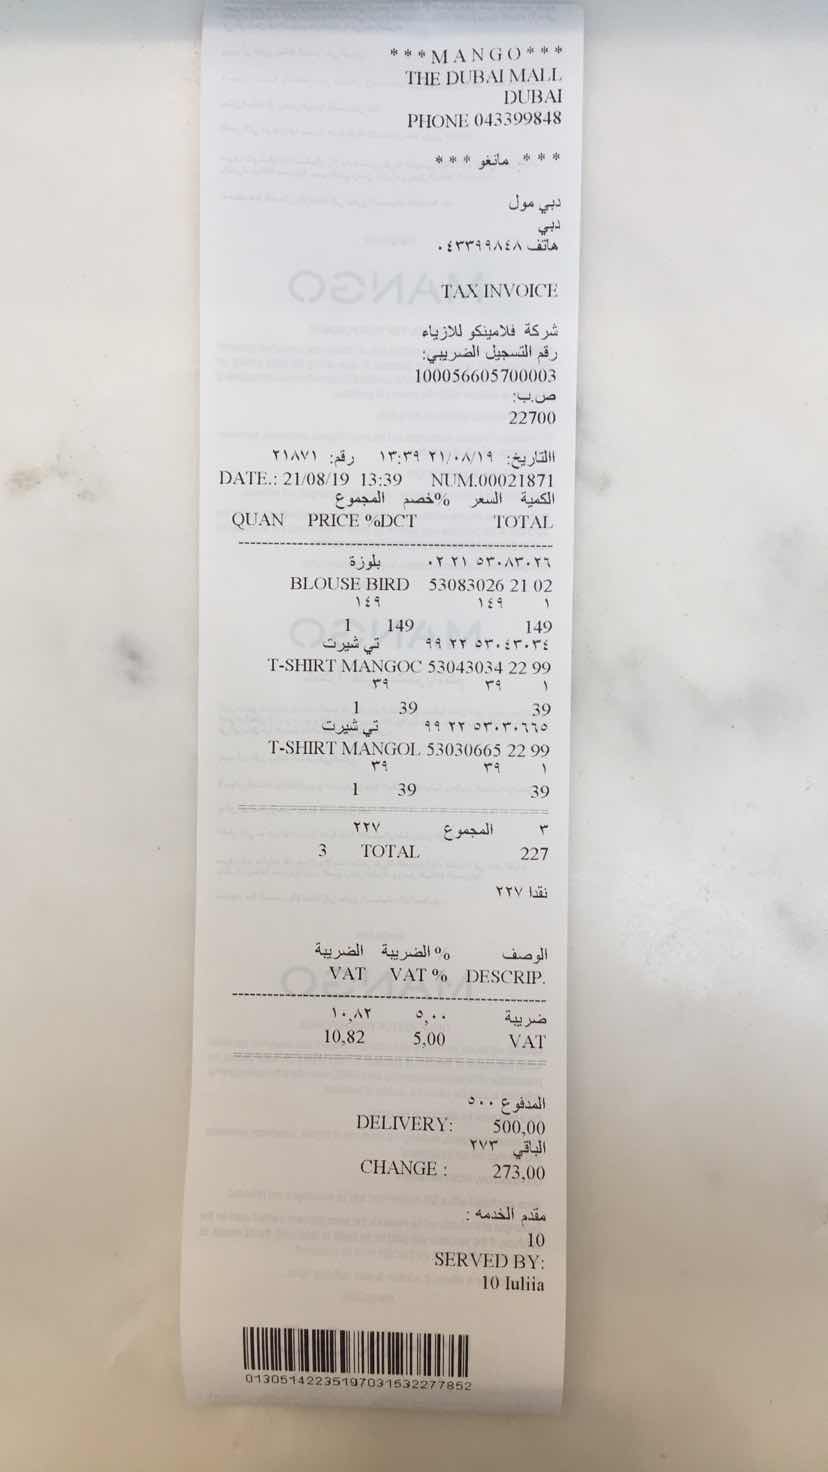 ***MANGO***
THE DUBAI MALL
DUBAI
PHONE 043399848
*** مانغو ***
دبي مول
دبي
هاتف ٠٤٣٣٩٩٨٤٨
TAX INVOICE
شركة فلامينكو للازياء
رقم التسجيل الضريبي:
100056605700003
ص.ب:
22700
االتاريخ: ٢١/٠٨/١٩ ١٣:٣٩ رقم: ٢١٨٧١
DATE.: 21/08/19 13:39 NUM.00021871
الكمية السعر %خصم المجموع
QUAN PRICE %DCT TOTAL
بلوزة ٥٣٠٨٣٠٢٦ ٢١ ٠٢
BLOUSE BIRD 53083026 21 02
١ ١٤٩ ١٤٩
1 149 149
تي شيرت ٥٣٠٤٣٠٣٤ ٢٢ ٩٩
T-SHIRT MANGOC 53043034 22 99
١ ٣٩ ٣٩
1 39 39
تي شيرت ٥٣٠٣٠٦٦٥ ٢٢ ٩٩
T-SHIRT MANGOL 53030665 22 99
١ ٣٩ ٣٩
1 39 39
٣ المجموع ٢٢٧
3 TOTAL 227
نقدا ٢٢٧
الوصف %الضريبة الضريبة
VAT VAT % DESCRIP.
ضريبة ٥,٠٠ ١٠,٨٢
10,82 5,00 VAT
المدفوع ٥٠٠
DELIVERY: 500,00
الباقي ٢٧٣
CHANGE : 273,00
مقدم الخدمه :
10
SERVED BY:
10 Iuliia
01305142235197031532277852